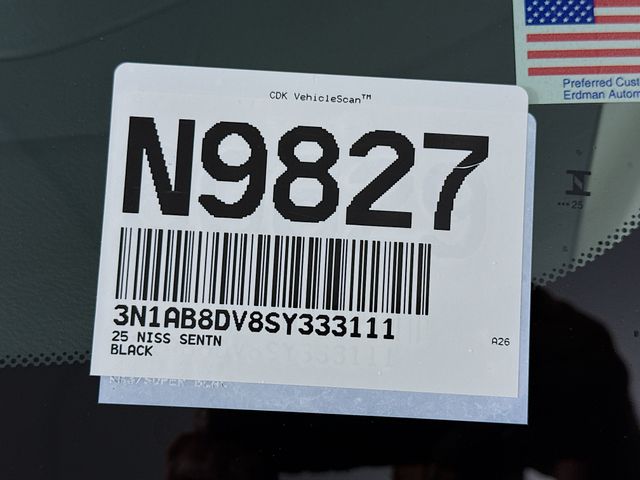 Preferred Cust
Erdman Autom
CDK VehicleScan™
N9827
3N1AB8DV8SY333111
25 NISS SENTN
BLACK
A26